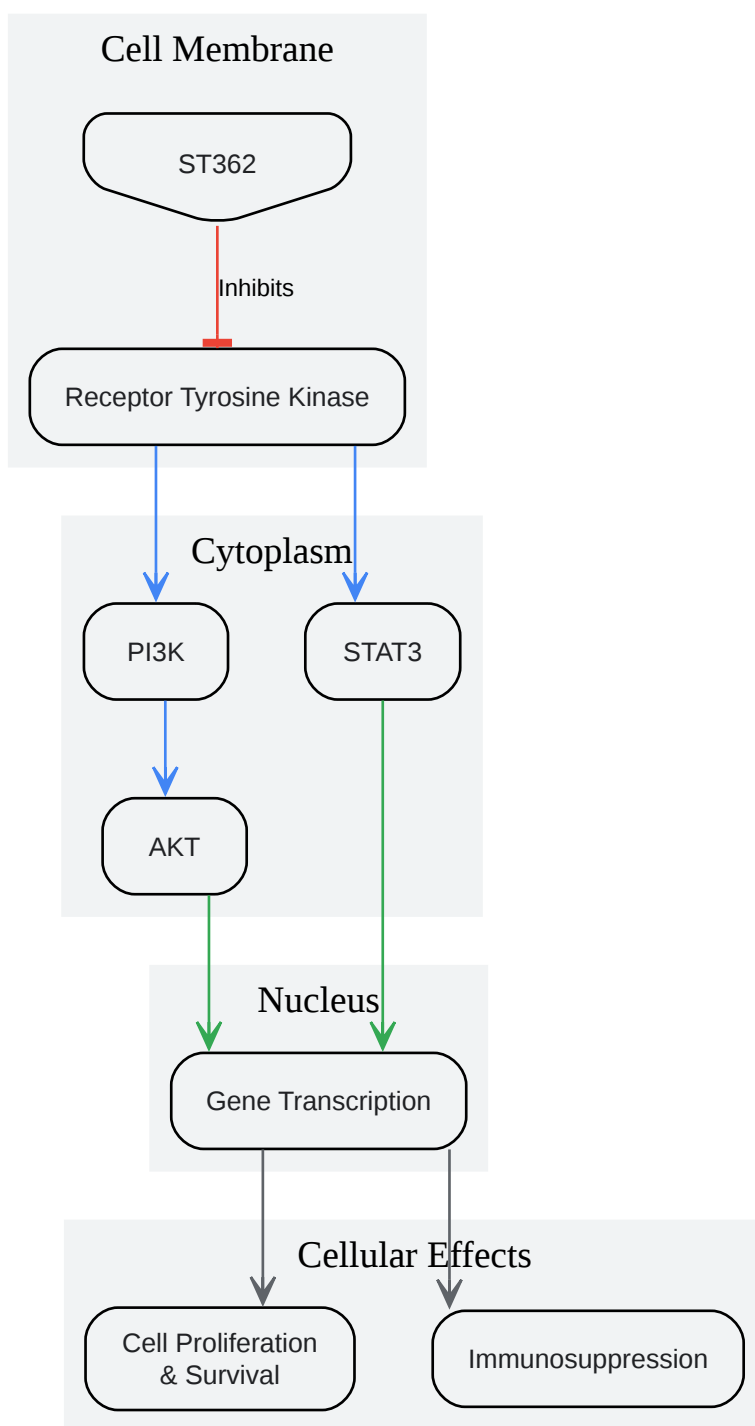 Cell Membrane
ST362
Inhibits
Receptor Tyrosine Kinase
Cytoplasm
PI3K
STAT3
AKT
Nucleus
Gene Transcription
Cellular Effects
Cell Proliferation
& Survival
Immunosuppression